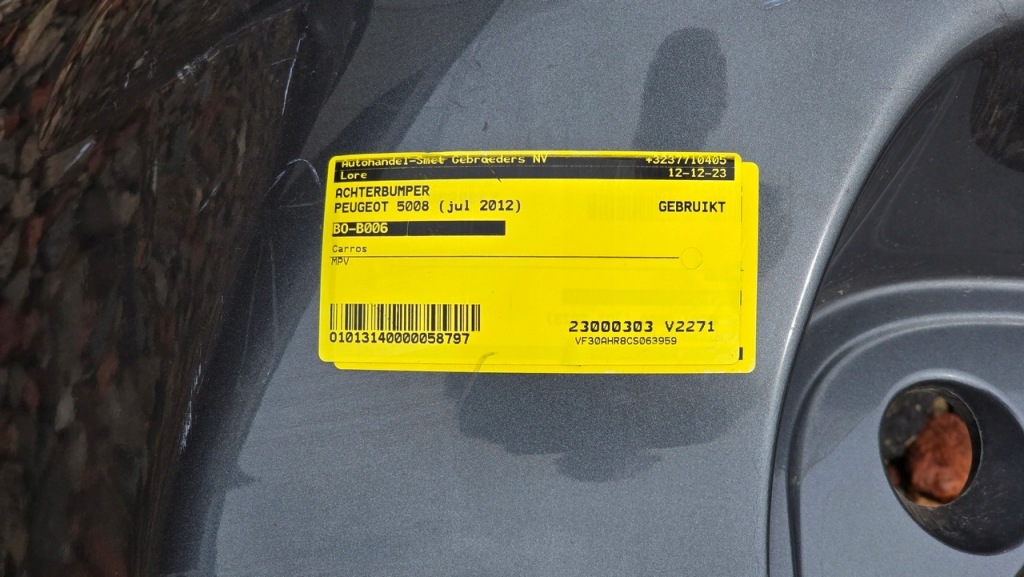 Autohandel-Smet Gebroeders NV +3237710405
Lore 12-12-23
ACHTERBUMPER
PEUGEOT 5008 (jul 2012) GEBRUIKT
BO-B006
Carros
MPV
O1013140000058797
23000303 V2271
VF30AHR8CS063959